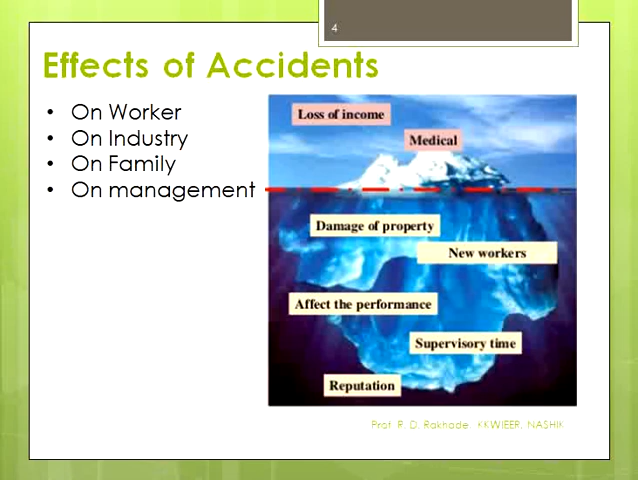 4
Effects of Accidents
• On Worker
• On Industry
• On Family
• On management
Loss of income
Medical
Damage of property
New workers
Affect the performance
Supervisory time
Reputation
Prof. R. D. Rakhade. KKWIEER, NASHIK